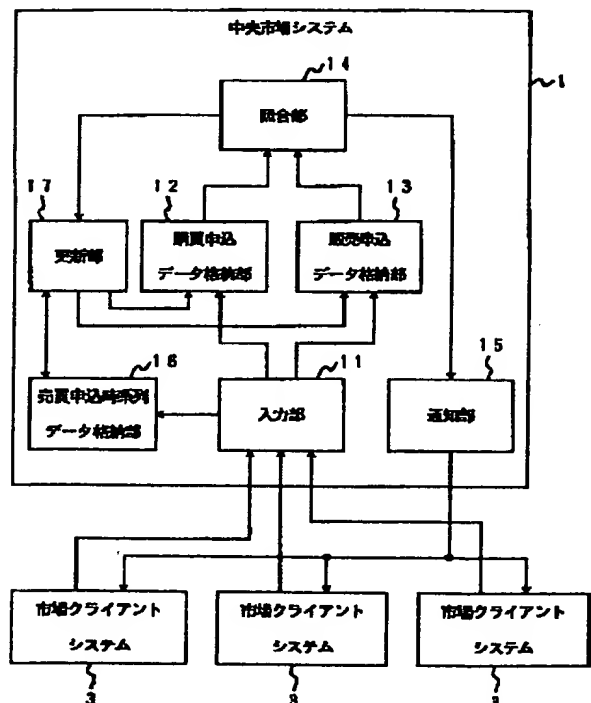 中央市場システム
14
1
照合部
17
12
13
更新部
購買申込
データ格納部
販売申込
データ格納部
16
11
15
売買申込時系列
データ格納部
入力部
通知部
市場クライアント
システム
市場クライアント
システム
市場クライアント
システム
3
3
3